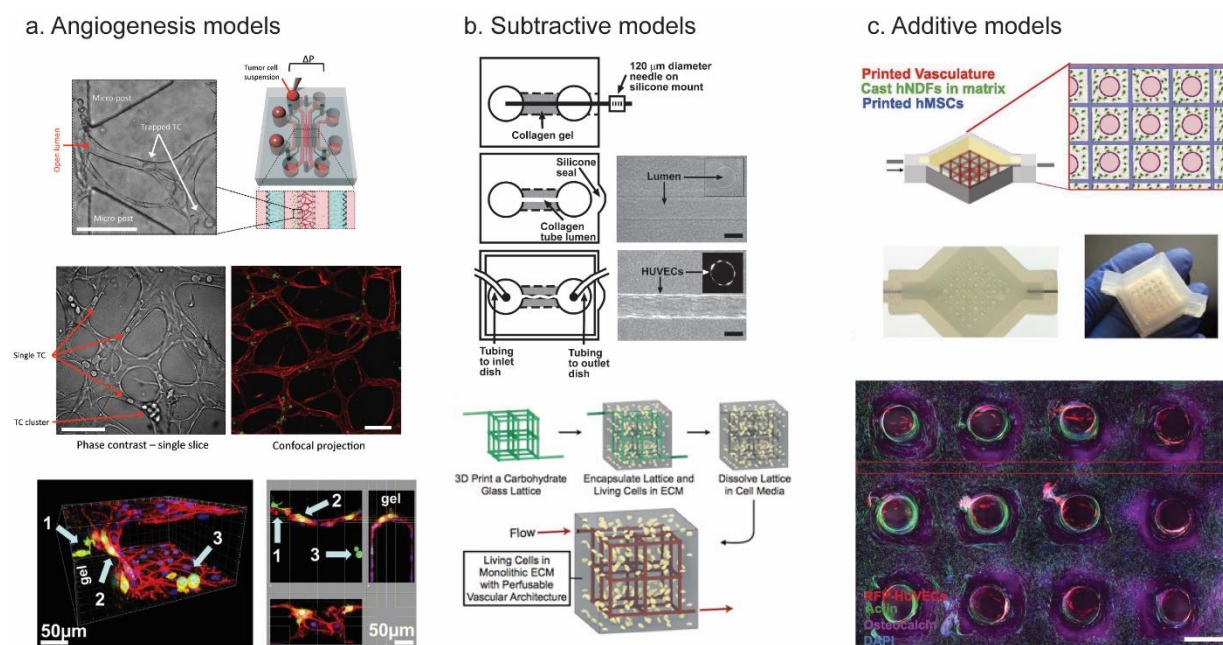 a. Angiogenesis models
Tumor cell
suspension
ΔP
Micro-post
Trapped TC
Open lumen
Micro-post
Single TC
TC cluster
Phase contrast – single slice
Confocal projection
1
2
3
gel
50μm
2
gel
1
3
50μm
b. Subtractive models
120 μm diameter
needle on
silicone mount
Collagen gel
Silicone
seal
Collagen
tube lumen
Lumen
HUVECs
Tubing
to inlet
dish
Tubing
to outlet
dish
3D Print a Carbohydrate
Glass Lattice
Encapsulate Lattice and
Living Cells in ECM
Dissolve Lattice
in Cell Media
Flow
Living Cells in
Monolithic ECM
with Perfusable
Vascular Architecture
c. Additive models
Printed Vasculature
Cast hNDFs in matrix
Printed hMSCs
RFP-HUVECs
Actin
Osteocalcin
DAPI